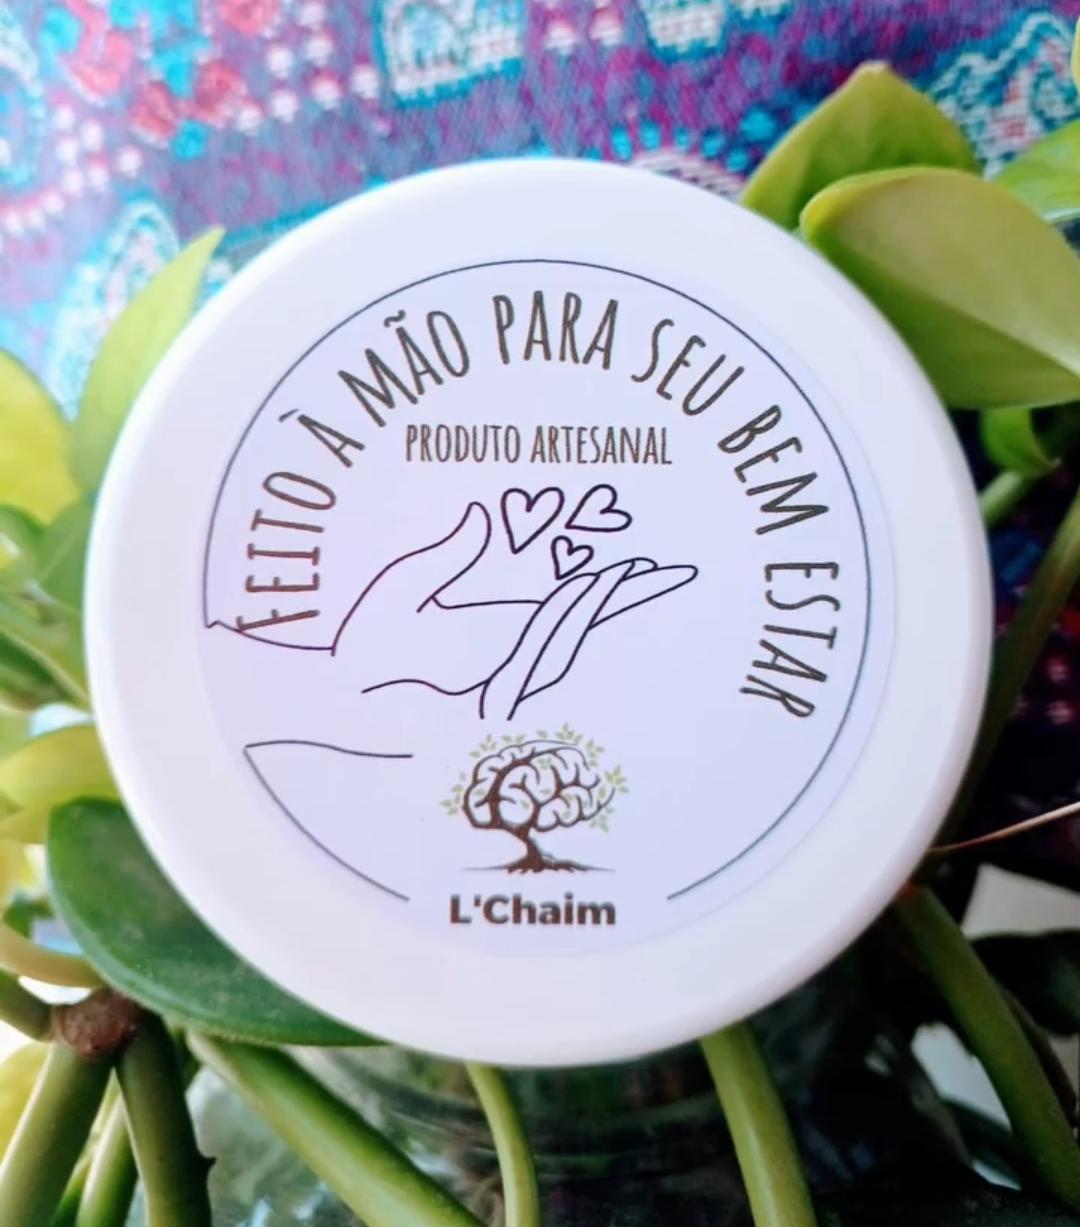 FEITO À MÃO PARA SEU BEM ESTAR
PRODUTO ARTESANAL
L'Chaim